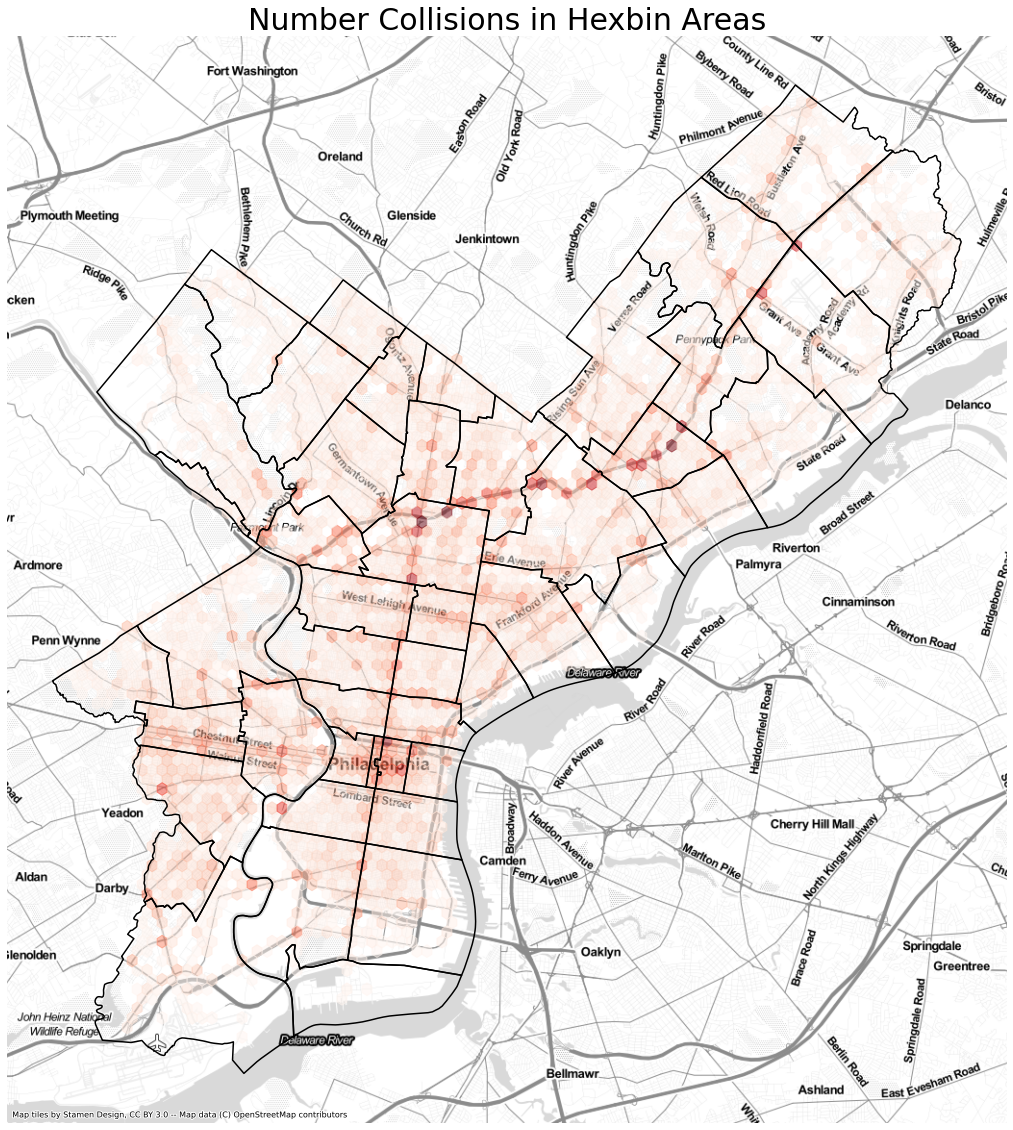 Number Collisions in Hexbin Areas
County Line Rd
Byberry Road
Bristol
Fort Washington
Huntingdon Pike
Philmont Avenue
Easton Road
Old York Road
Bustleton Ave
Oreland
Red Lion Road
Plymouth Meeting
Bethlehem Pike
Church Rd
Glenside
Welsh Road
Jenkintown
Huntingdon Pike
Ridge Pike
cken
Verree Road
Grant Ave
Academy Road
Academy Rd
Knights Road
Bristol Pike
State Road
Pennypack Park
Grant Ave
Ogontz Avenue
Rising Sun Ave
Delanco
Germantown Avenue
State Road
Lincoln D
Broad Street
Fairmount Park
Erie Avenue
Riverton
Palmyra
Ardmore
Frankford Avenue
West Lehigh Avenue
Cinnaminson
Bridgeboro Road
Penn Wynne
River Road
Riverton Road
Delaware River
River Road
Haddonfield Road
Chestnut Street
Walnut Street
Philadelphia
River Avenue
Lombard Street
Yeadon
Broadway
Haddon Avenue
Cherry Hill Mall
North Kings Highway
Camden
Marlton Pike
Ferry Avenue
Aldan
Darby
Glenolden
Oaklyn
Brace Road
Springdale
Greentree
Springdale Road
John Heinz National
Wildlife Refuge
Delaware River
Berlin Road
Bellmawr
Ashland
East Evesham Road
Map tiles by Stamen Design, CC BY 3.0 -- Map data (C) OpenStreetMap contributors